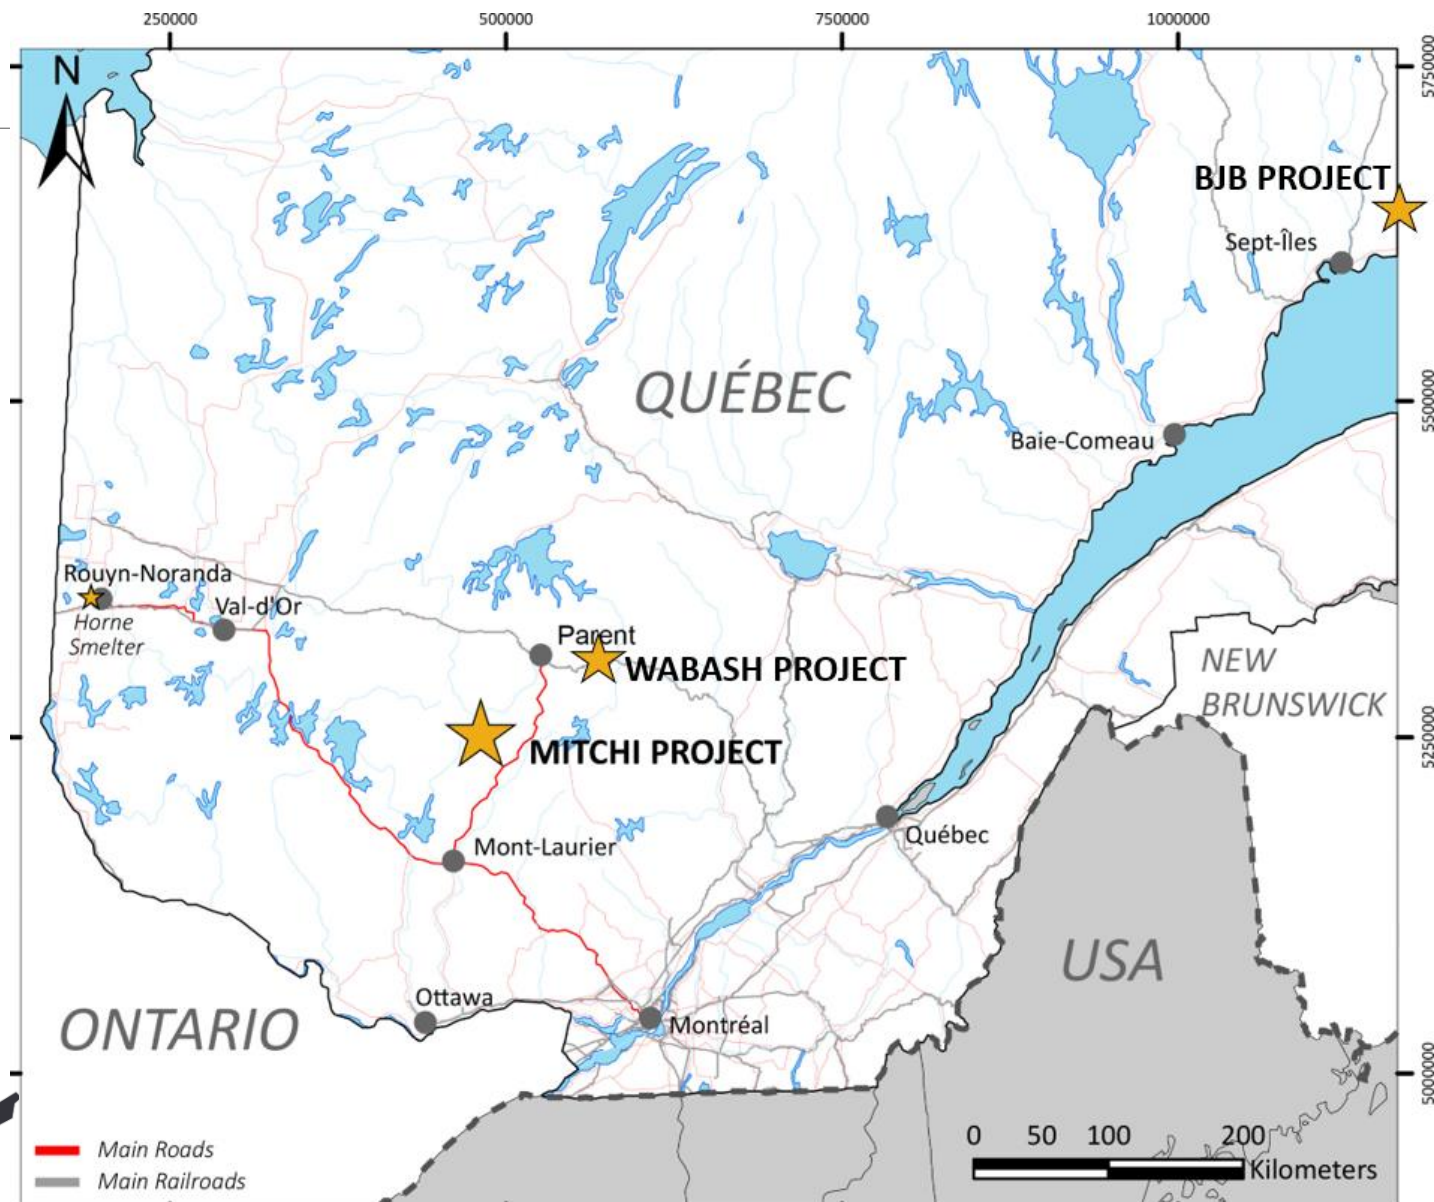 250000
500000
750000
1000000
N
5750000
BJB PROJECT
Sept-Îles
QUÉBEC
5500000
Baie-Comeau
Rouyn-Noranda
Horne
Smelter
Val-d'Or
Parent
WABASH PROJECT
NEW
BRUNSWICK
MITCHI PROJECT
5250000
Québec
Mont-Laurier
USA
Ottawa
ONTARIO
Montréal
5000000
Main Roads
Main Railroads
0 50 100 200
Kilometers